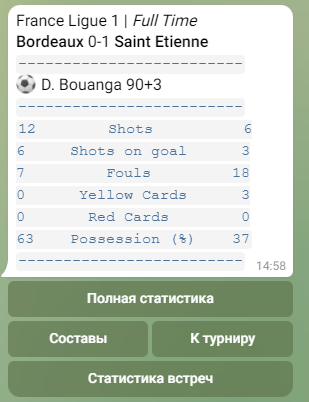 France Ligue 1 | Full Time
Bordeaux 0-1 Saint Etienne
-------------------------
⚽ D. Bouanga 90+3
-------------------------
12 Shots 6
6 Shots on goal 3
7 Fouls 18
0 Yellow Cards 3
0 Red Cards 0
63 Possession (%) 37
-------------------------
14:58
Полная статистика
Составы К турниру
Статистика встреч